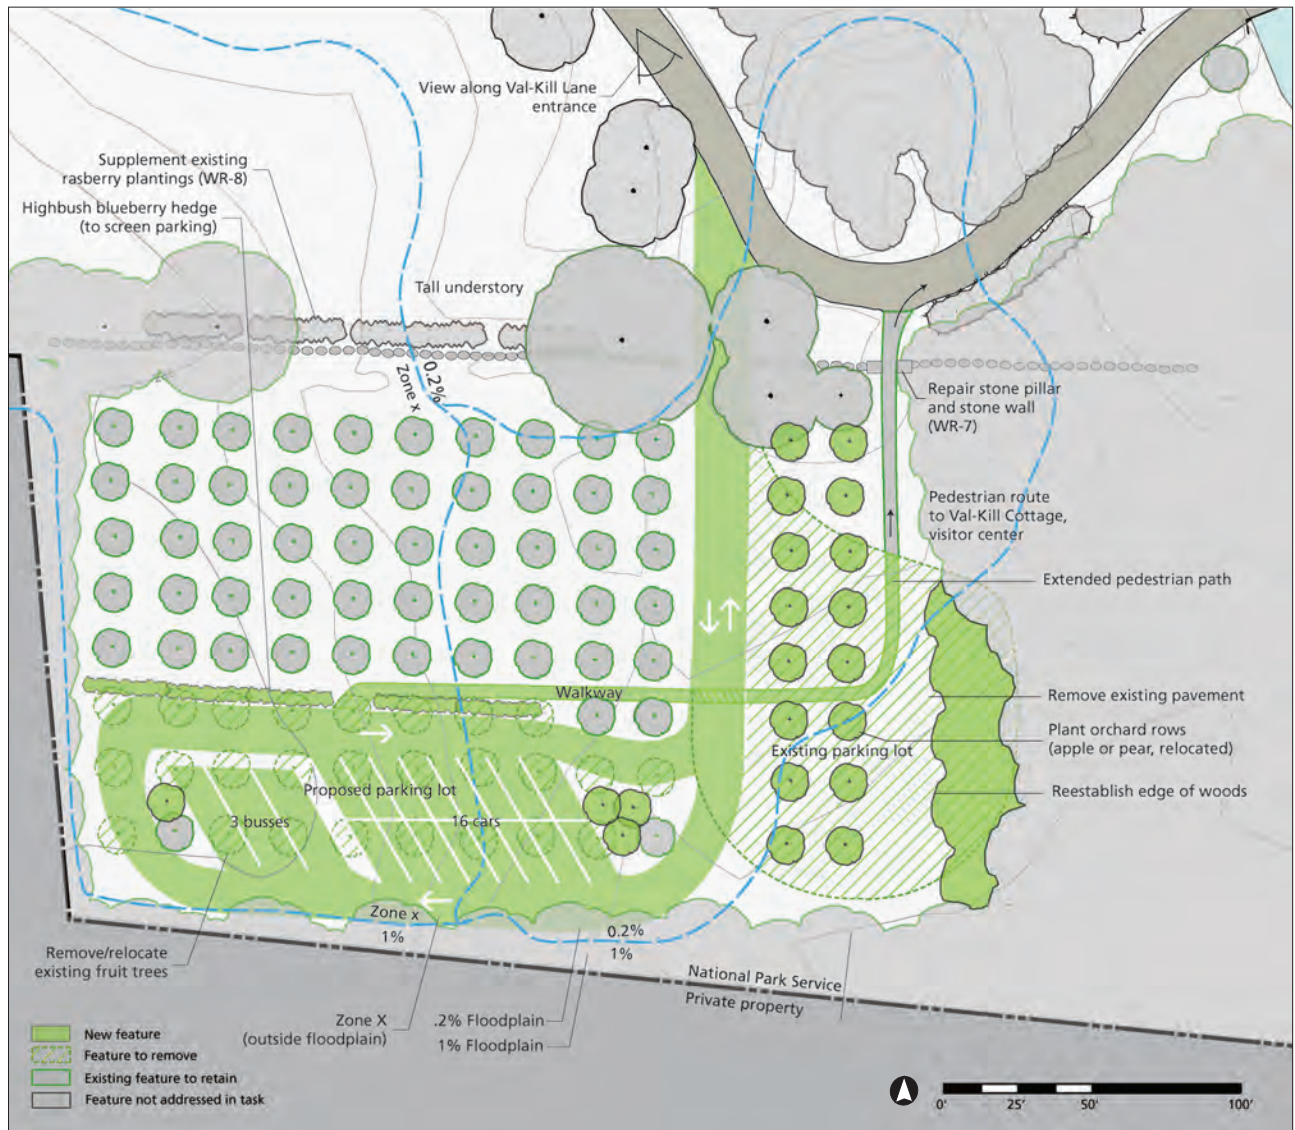 View along Val-Kill Lane
entrance
Supplement existing
rasberry plantings (WR-8)
Highbush blueberry hedge
(to screen parking)
Tall understory
0.2%
Zone x
Repair stone pillar
and stone wall
(WR-7)
Pedestrian route
to Val-Kill Cottage,
visitor center
Extended pedestrian path
Walkway
Remove existing pavement
Plant orchard rows
(apple or pear, relocated)
Existing parking lot
Reestablish edge of woods
Proposed parking lot
3 busses
16 cars
Zone x
1%
0.2%
1%
Remove/relocate
existing fruit trees
National Park Service
Private property
Zone X
(outside floodplain)
.2% Floodplain
1% Floodplain
New feature
Feature to remove
Existing feature to retain
Feature not addressed in task
0' 25' 50' 100'